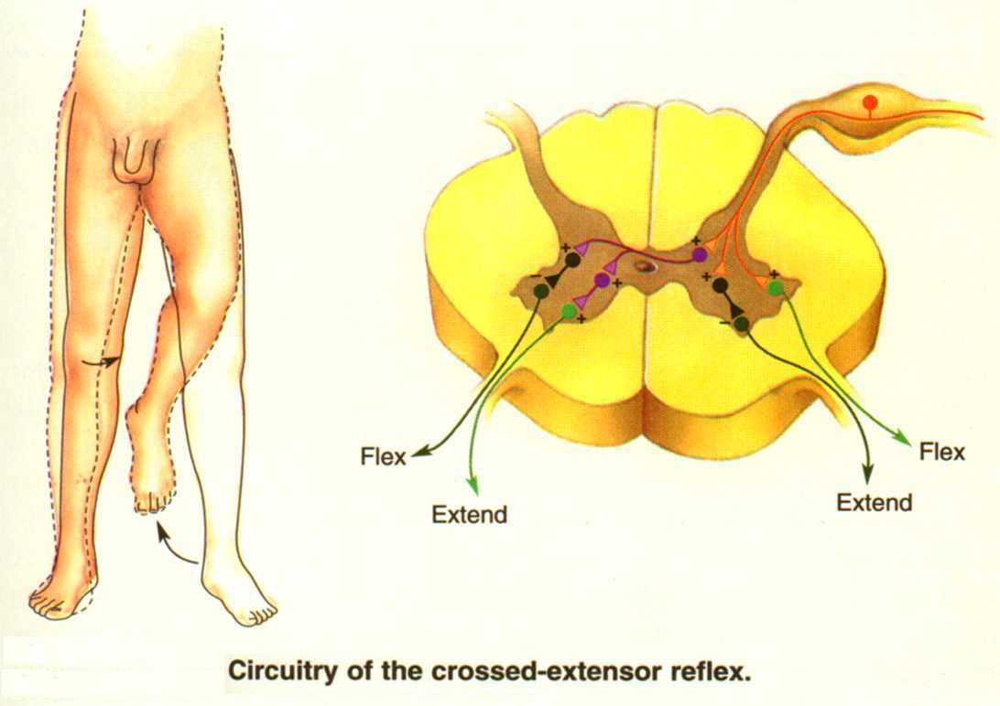 +
+
+
+
+
−
+
+
−
Flex
Extend
Flex
Extend
Circuitry of the crossed-extensor reflex.